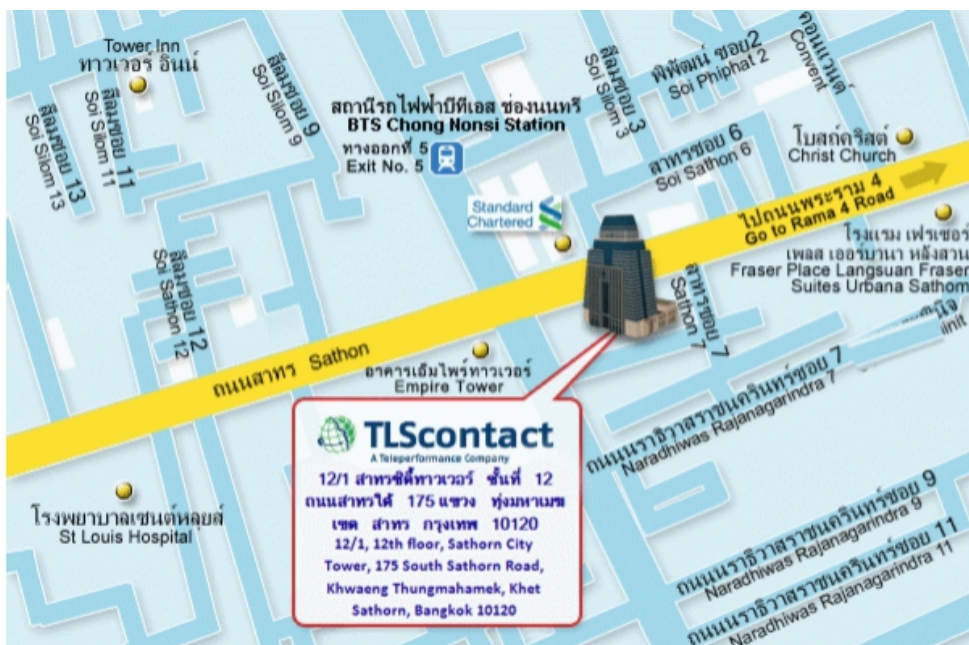 Tower Inn
ทาวเวอร์ อินน์
สีลมซอย 13
Soi Silom 13
สีลมซอย 11
Soi Silom 11
สีลมซอย 9
Soi Silom 9
สถานีรถไฟฟ้าบีทีเอส ช่องนนทรี
BTS Chong Nonsi Station
ทางออกที่ 5
Exit No. 5
สีลมซอย 3
Soi Silom 3
พิพัฒน์ ซอย2
Soi Phiphat 2
คอนแวนต์
Convent
สาทรซอย 6
Soi Sathon 6
โบสถ์คริสต์
Christ Church
Standard
Chartered
ไปถนนพระราม 4
Go to Rama 4 Road
โรงแรม เฟรเซอร์
เพลส เออร์บานา หลังสวน
Fraser Place Langsuan Fraser
Suites Urbana Sathorn
สีลมซอย 12
Soi Sathon 12
สาทรซอย 7
Sathon 7
ถนนสาทร Sathon
อาคารเอ็มไพร์ทาวเวอร์
Empire Tower
ถนนราธิวาสราชนครินทร์ซอย 7
Naradhiwas Rajanagarindra 7
TLScontact
A Teleperformance Company
12/1 สาทรซิตี้ทาวเวอร์ ชั้นที่ 12
ถนนสาทรใต้ 175 แขวง ทุ่งมหาเมฆ
เขต สาทร กรุงเทพ 10120
12/1, 12th floor, Sathorn City
Tower, 175 South Sathorn Road,
Khwaeng Thungmahamek, Khet
Sathorn, Bangkok 10120
โรงพยาบาลเซนต์หลุยส์
St Louis Hospital
ถนนนราธิวาสราชนครินทร์ซอย 9
Naradhiwas Rajanagarindra 9
ถนนนราธิวาสราชนครินทร์ซอย 11
Naradhiwas Rajanagarindra 11